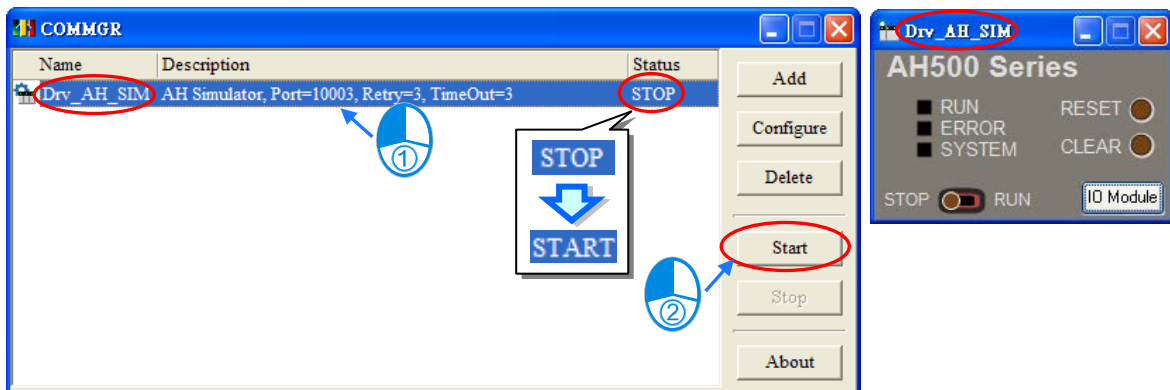 COMMGR
Name Description Status
Drv_AH_SIM AH Simulator, Port=10003, Retry=3, TimeOut=3 STOP
①
STOP
START
Add
Configure
Delete
Start
②
Stop
About
Drv_AH_SIM
AH500 Series
RUN RESET
ERROR
SYSTEM CLEAR
STOP RUN IO Module